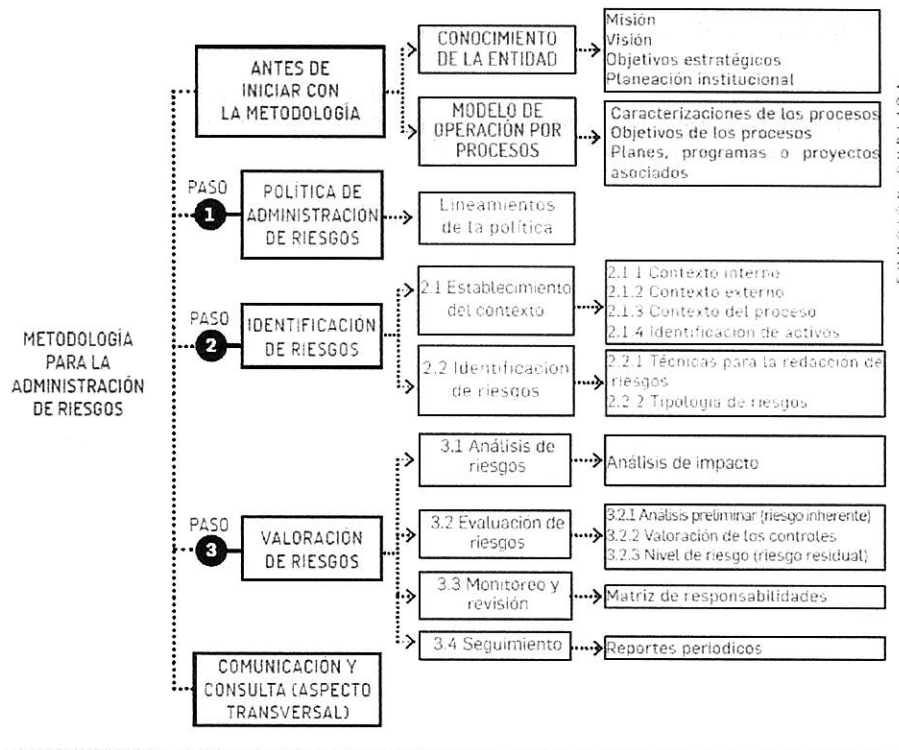 METODOLOGÍA
PARA LA
ADMINISTRACIÓN
DE RIESGOS
ANTES DE
INICIAR CON
LA METODOLOGÍA
CONOCIMIENTO
DE LA ENTIDAD
Misión
Visión
Objetivos estratégicos
Planeación institucional
MODELO DE
OPERACIÓN POR
PROCESOS
Caracterizaciones de los procesos
Objetivos de los procesos
Planes, programas o proyectos
asociados
PASO
1
POLÍTICA DE
ADMINISTRACIÓN
DE RIESGOS
Lineamientos
de la política
PASO
2
IDENTIFICACIÓN
DE RIESGOS
2.1 Establecimiento
del contexto
2.1.1 Contexto interno
2.1.2 Contexto externo
2.1.3 Contexto del proceso
2.1.4 Identificación de activos
2.2 Identificación
de riesgos
2.2.1 Técnicas para la redacción de
riesgos
2.2.2 Tipología de riesgos
PASO
3
VALORACIÓN
DE RIESGOS
3.1 Análisis de
riesgos
Análisis de impacto
3.2 Evaluación de
riesgos
3.2.1 Análisis preliminar (riesgo inherente)
3.2.2 Valoración de los controles
3.2.3 Nivel de riesgo (riesgo residual)
3.3 Monitoreo y
revisión
Matriz de responsabilidades
3.4 Seguimiento
Reportes periodicos
COMUNICACIÓN Y
CONSULTA (ASPECTO
TRANSVERSAL)